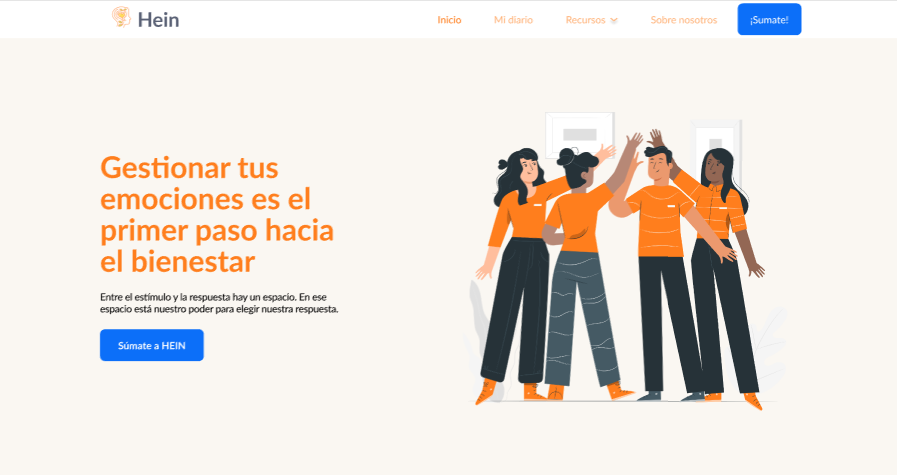 Hein
Inicio
Mi diario
Recursos
Sobre nosotros
¡Sumate!
Gestionar tus
emociones es el
primer paso hacia
el bienestar
Entre el estímulo y la respuesta hay un espacio. En ese
espacio está nuestro poder para elegir nuestra respuesta.
Súmate a HEIN